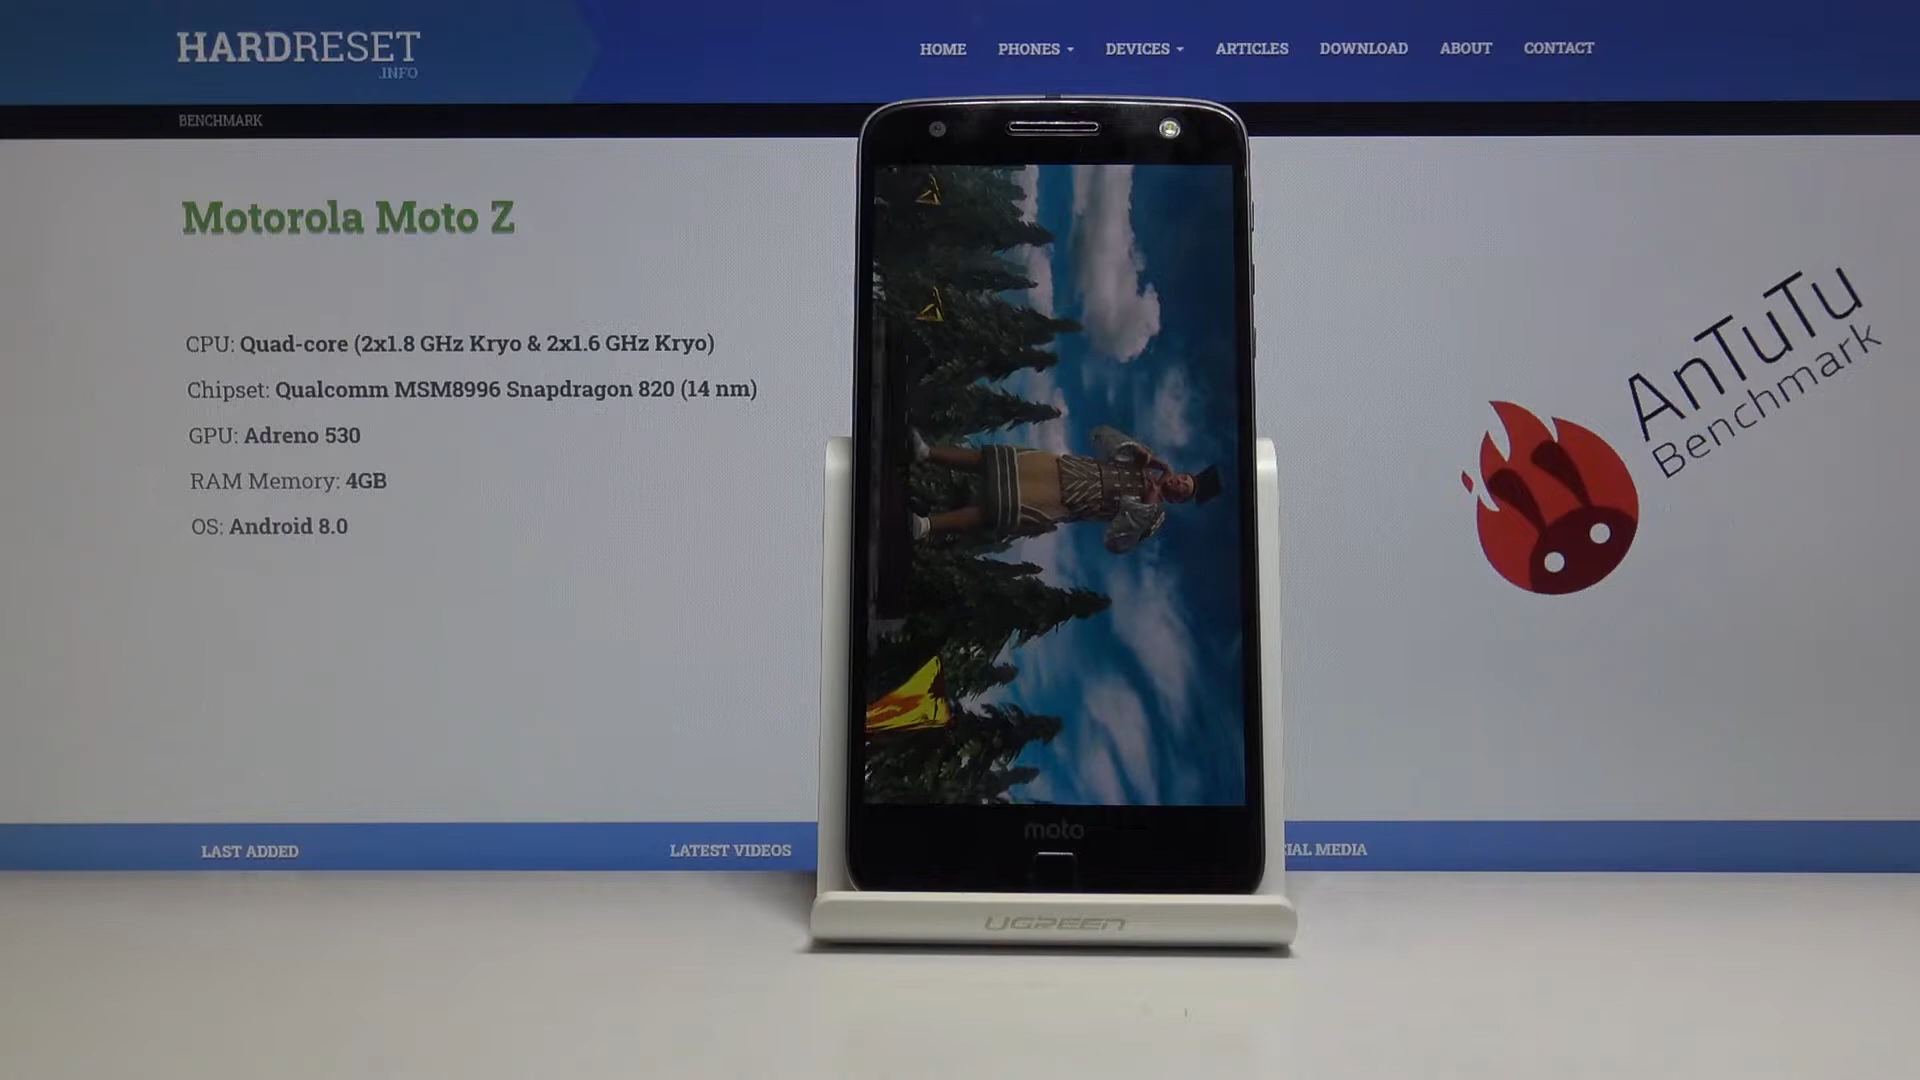 HARDRESET
.INFO
HOME PHONES DEVICES ARTICLES DOWNLOAD ABOUT CONTACT
BENCHMARK
Motorola Moto Z
CPU: Quad-core (2x1.8 GHz Kryo & 2x1.6 GHz Kryo)
Chipset: Qualcomm MSM8996 Snapdragon 820 (14 nm)
GPU: Adreno 530
RAM Memory: 4GB
OS: Android 8.0
AnTuTu
Benchmark
moto
LAST ADDED LATEST VIDEOS IAL MEDIA
UGREEN